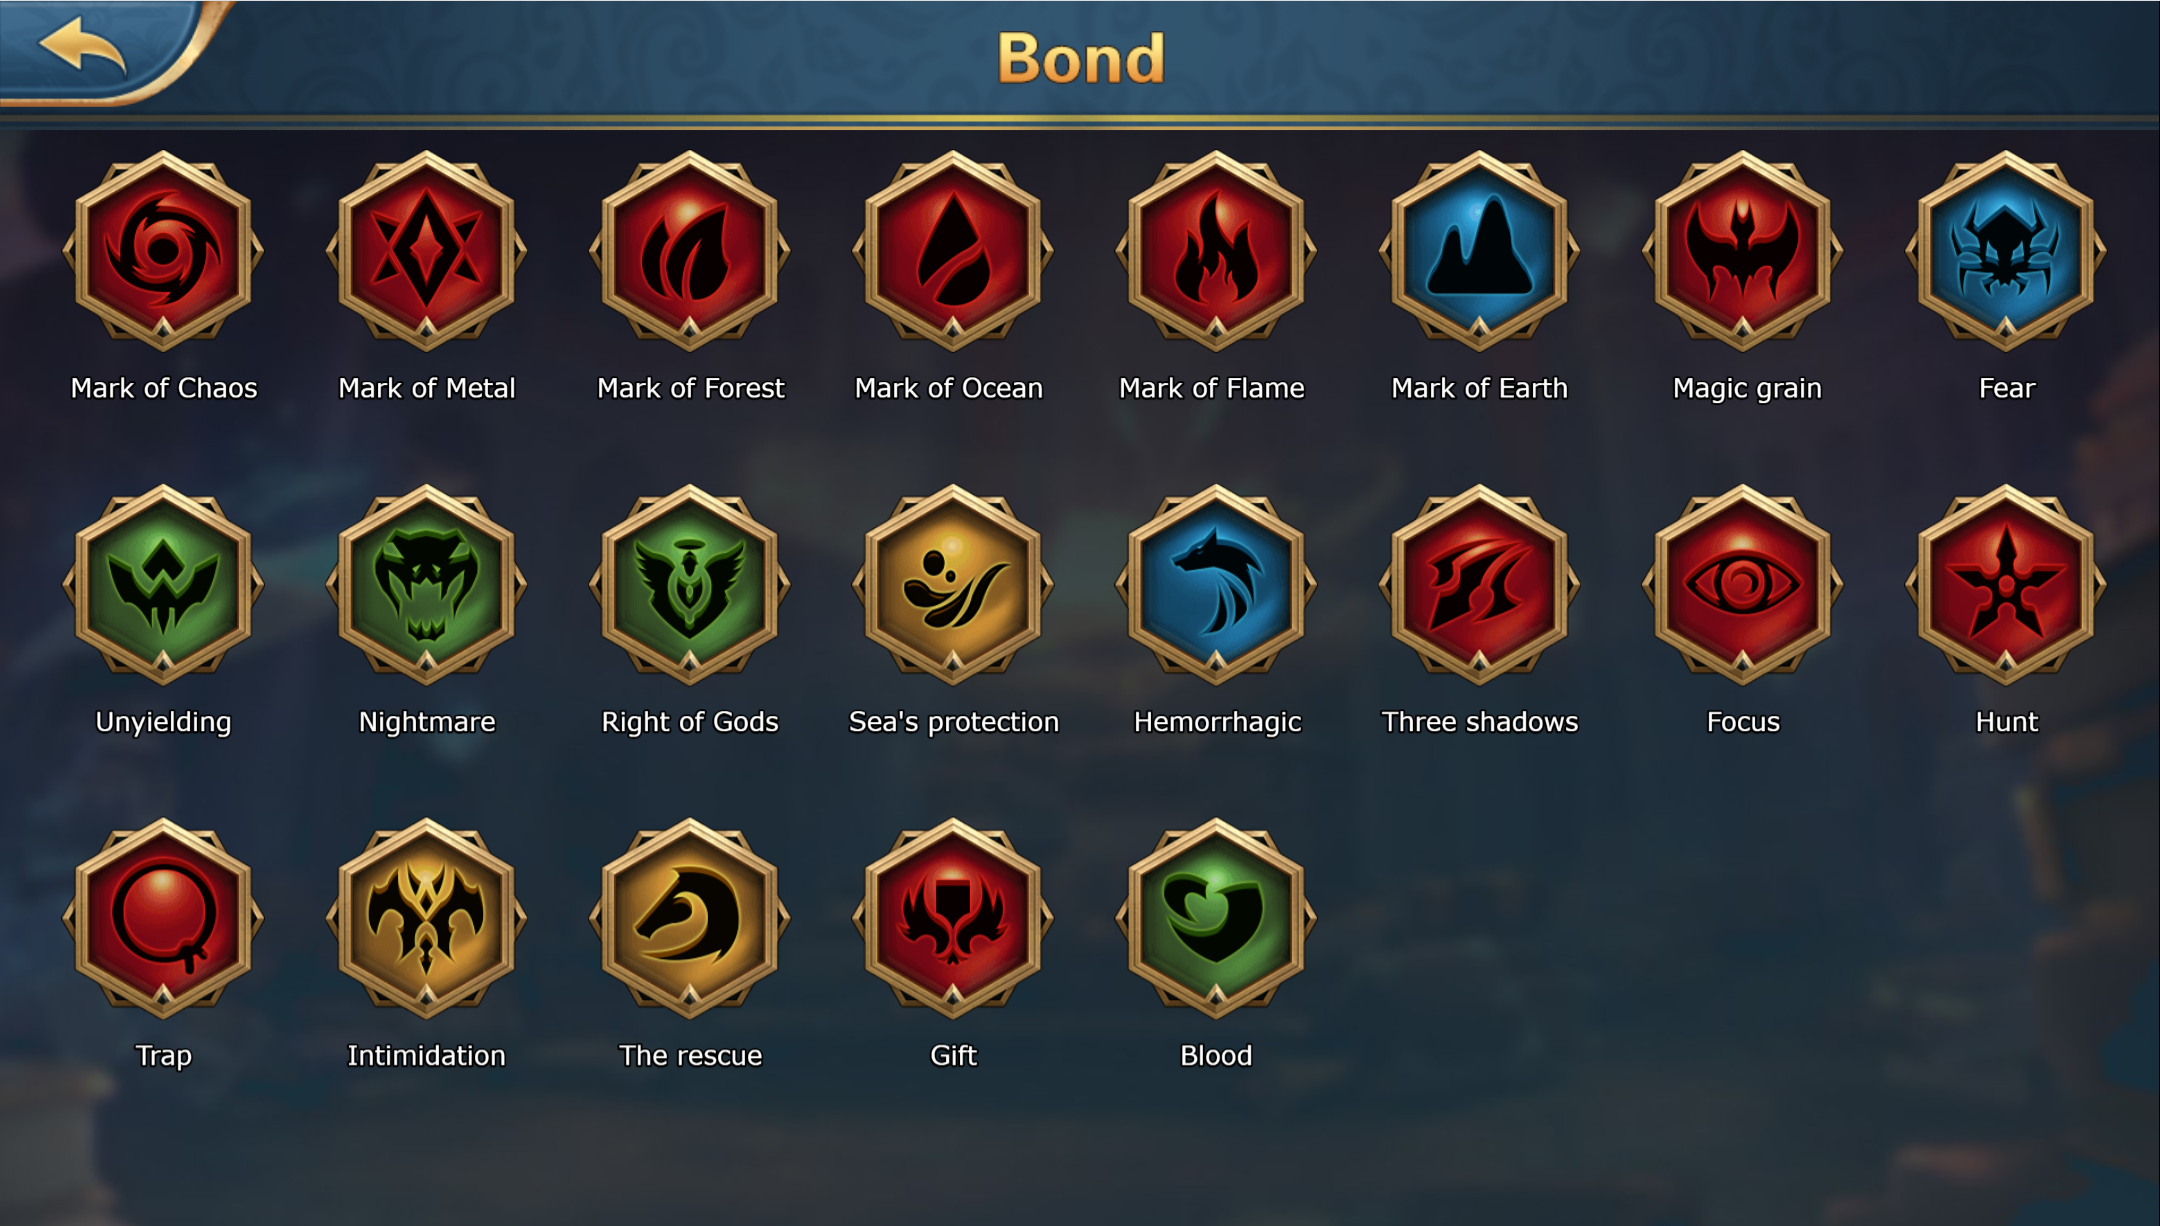 Bond
Mark of Chaos
Mark of Metal
Mark of Forest
Mark of Ocean
Mark of Flame
Mark of Earth
Magic grain
Fear
Unyielding
Nightmare
Right of Gods
Sea's protection
Hemorrhagic
Three shadows
Focus
Hunt
Trap
Intimidation
The rescue
Gift
Blood